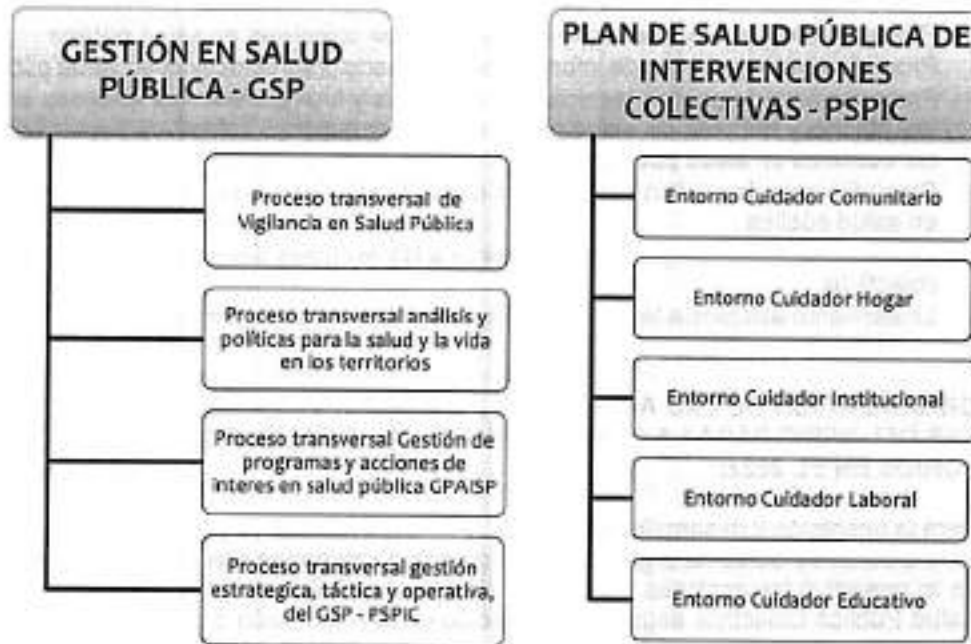 GESTIÓN EN SALUD
PÚBLICA - GSP
Proceso transversal de
Vigilancia en Salud Pública
Proceso transversal análisis y
políticas para la salud y la vida
en los territorios
Proceso transversal Gestión de
programas y acciones de
interes en salud pública GPAISP
Proceso transversal gestión
estrategica, táctica y operativa,
del GSP - PSPIC
PLAN DE SALUD PÚBLICA DE
INTERVENCIONES
COLECTIVAS - PSPIC
Entorno Cuidador Comunitario
Entorno Cuidador Hogar
Entorno Cuidador Institucional
Entorno Cuidador Laboral
Entorno Cuidador Educativo